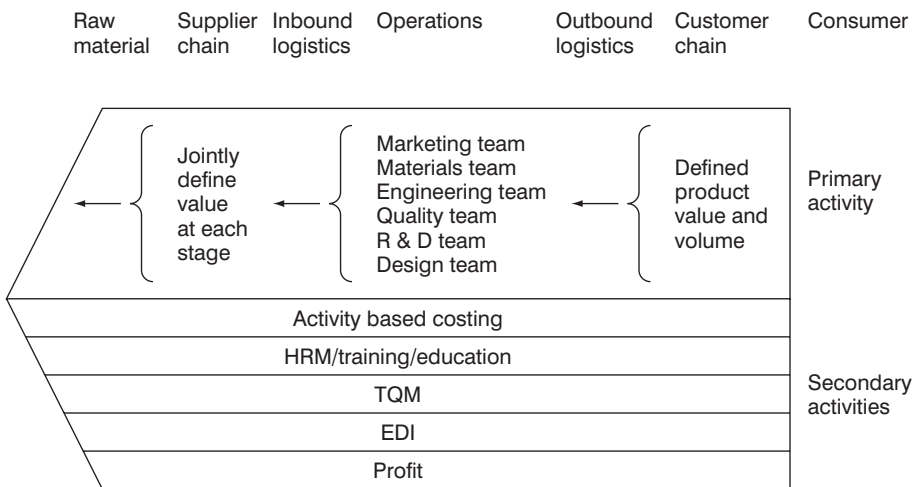 Raw material
Supplier chain
Inbound logistics
Operations
Outbound logistics
Customer chain
Consumer
Jointly
define
value
at each
stage
Marketing team
Materials team
Engineering team
Quality team
R & D team
Design team
Defined
product
value and
volume
Primary
activity
Activity based costing
HRM/training/education
TQM
EDI
Profit
Secondary
activities